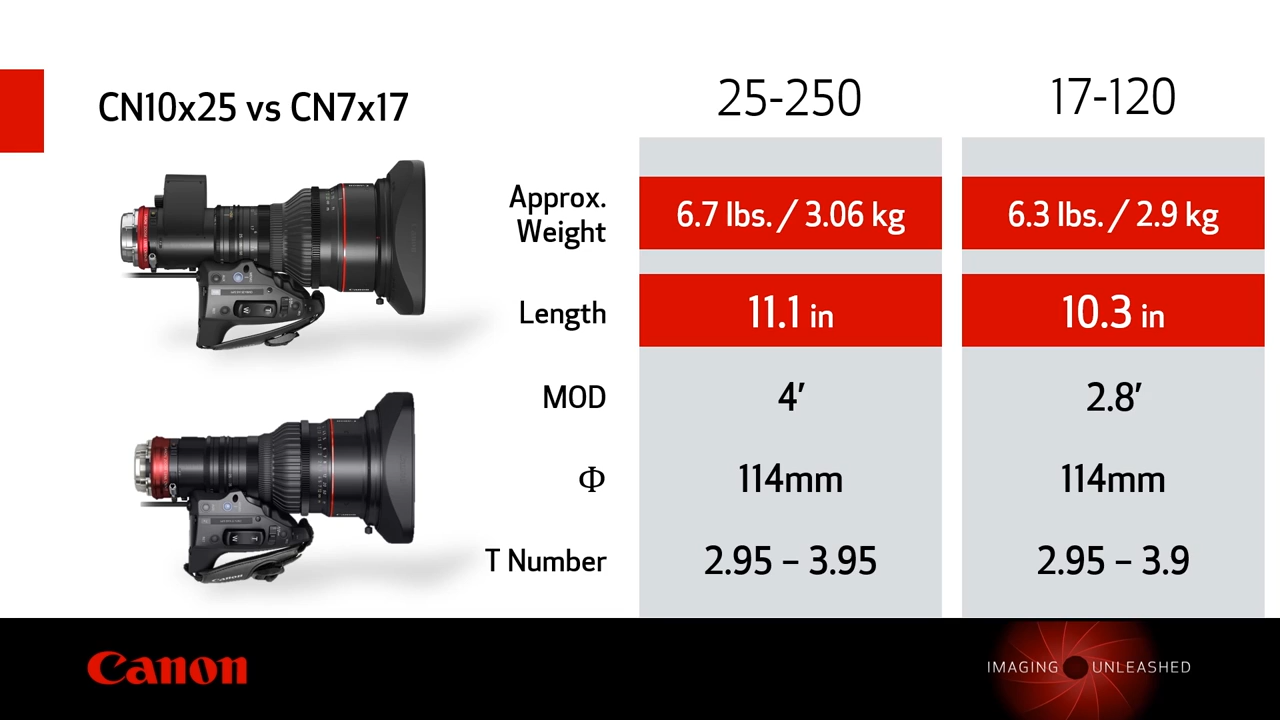 CN10x25 vs CN7x17
25-250
17-120
Approx.
Weight
6.7 lbs. / 3.06 kg
6.3 lbs. / 2.9 kg
Length
11.1 in
10.3 in
MOD
4′
2.8′
Φ
114mm
114mm
T Number
2.95 – 3.95
2.95 – 3.9
Canon
IMAGING UNLEASHED